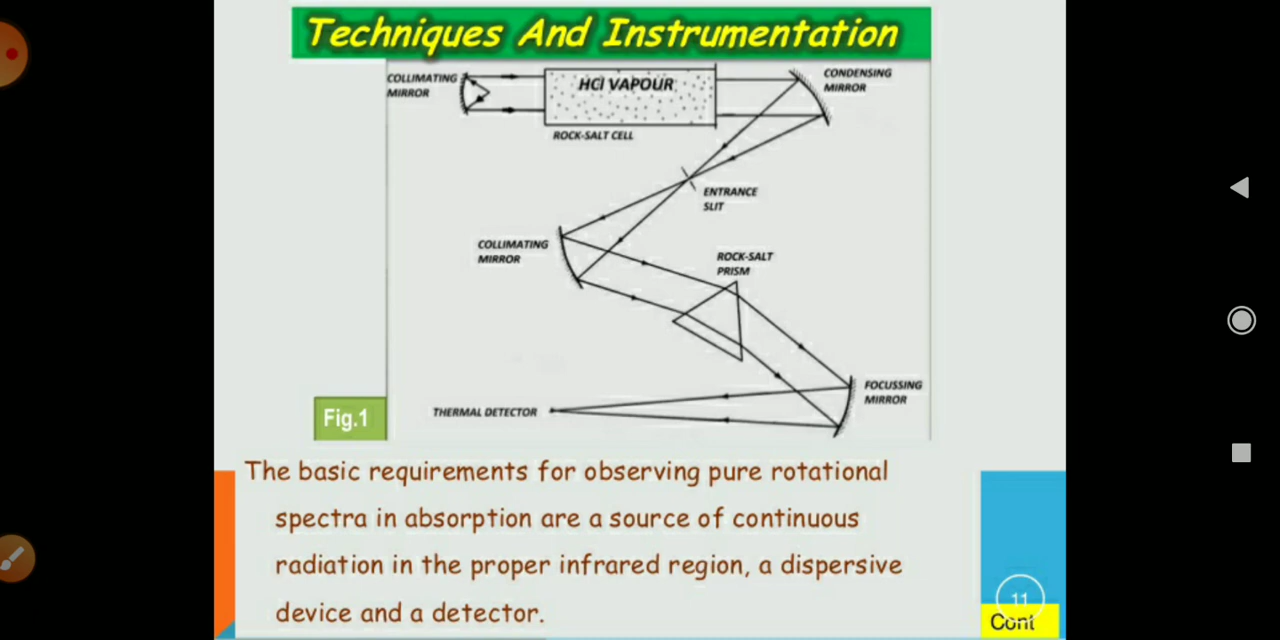 Techniques And Instrumentation
COLLIMATING
MIRROR
HCl VAPOUR
CONDENSING
MIRROR
ROCK-SALT CELL
ENTRANCE
SLIT
COLLIMATING
MIRROR
ROCK-SALT
PRISM
FOCUSSING
MIRROR
THERMAL DETECTOR
Fig.1
The basic requirements for observing pure rotational
spectra in absorption are a source of continuous
radiation in the proper infrared region, a dispersive
device and a detector.
11
Cont